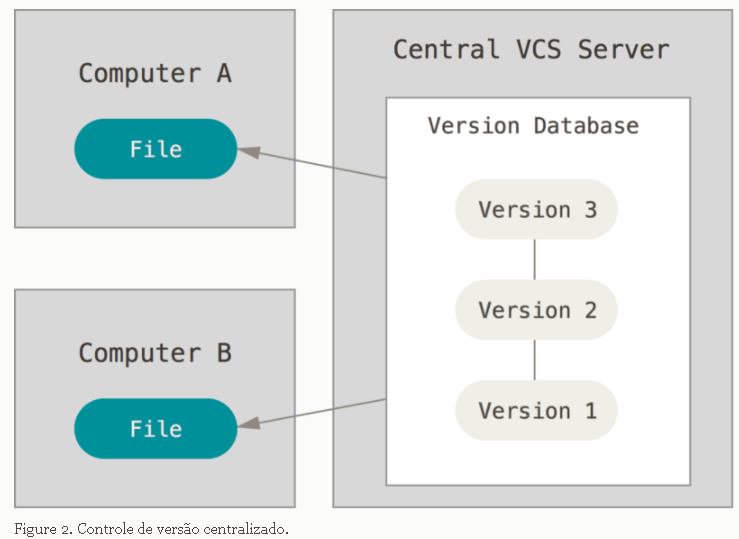 Computer A
File
Central VCS Server
Version Database
Version 3
Version 2
Version 1
Computer B
File
Figure 2. Controle de versão centralizado.